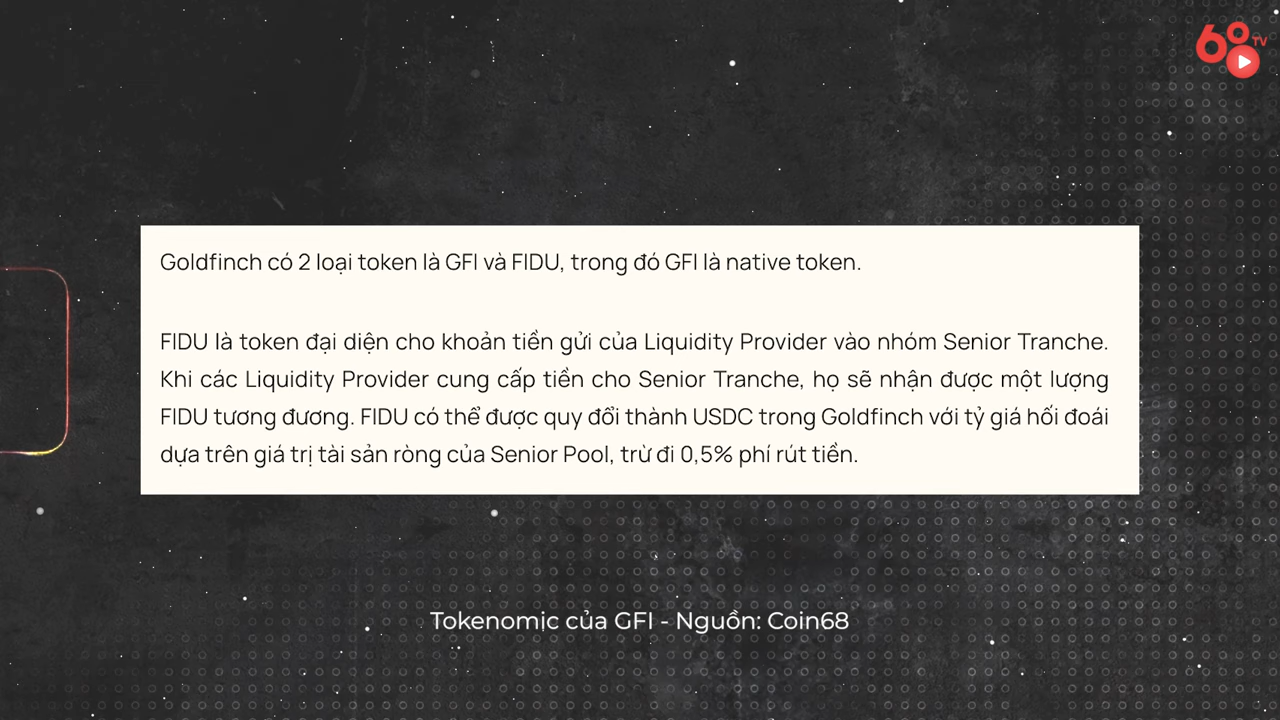 68 TV
Goldfinch có 2 loại token là GFI và FIDU, trong đó GFI là native token.
FIDU là token đại diện cho khoản tiền gửi của Liquidity Provider vào nhóm Senior Tranche.
Khi các Liquidity Provider cung cấp tiền cho Senior Tranche, họ sẽ nhận được một lượng
FIDU tương đương. FIDU có thể được quy đổi thành USDC trong Goldfinch với tỷ giá hối đoái
dựa trên giá trị tài sản ròng của Senior Pool, trừ đi 0,5% phí rút tiền.
Tokenomic của GFI - Nguồn: Coin68